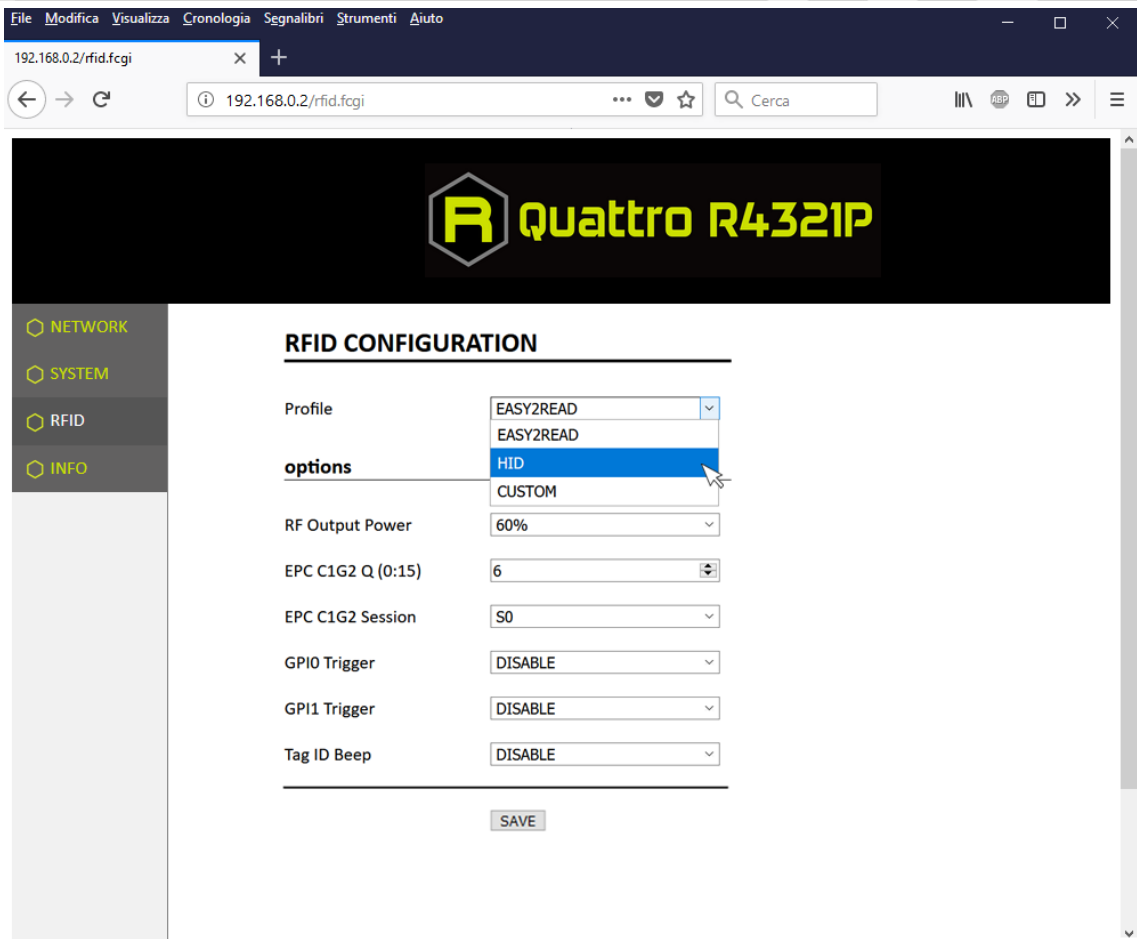 File Modifica Visualizza Cronologia Segnalibri Strumenti Aiuto
192.168.0.2/rfid.fcgi
192.168.0.2/rfid.fcgi
Cerca
ABP
R Quattro R4321P
NETWORK
SYSTEM
RFID
INFO
RFID CONFIGURATION
Profile EASY2READ
EASY2READ
options HID
CUSTOM
RF Output Power 60%
EPC C1G2 Q (0:15) 6
EPC C1G2 Session S0
GPI0 Trigger DISABLE
GPI1 Trigger DISABLE
Tag ID Beep DISABLE
SAVE